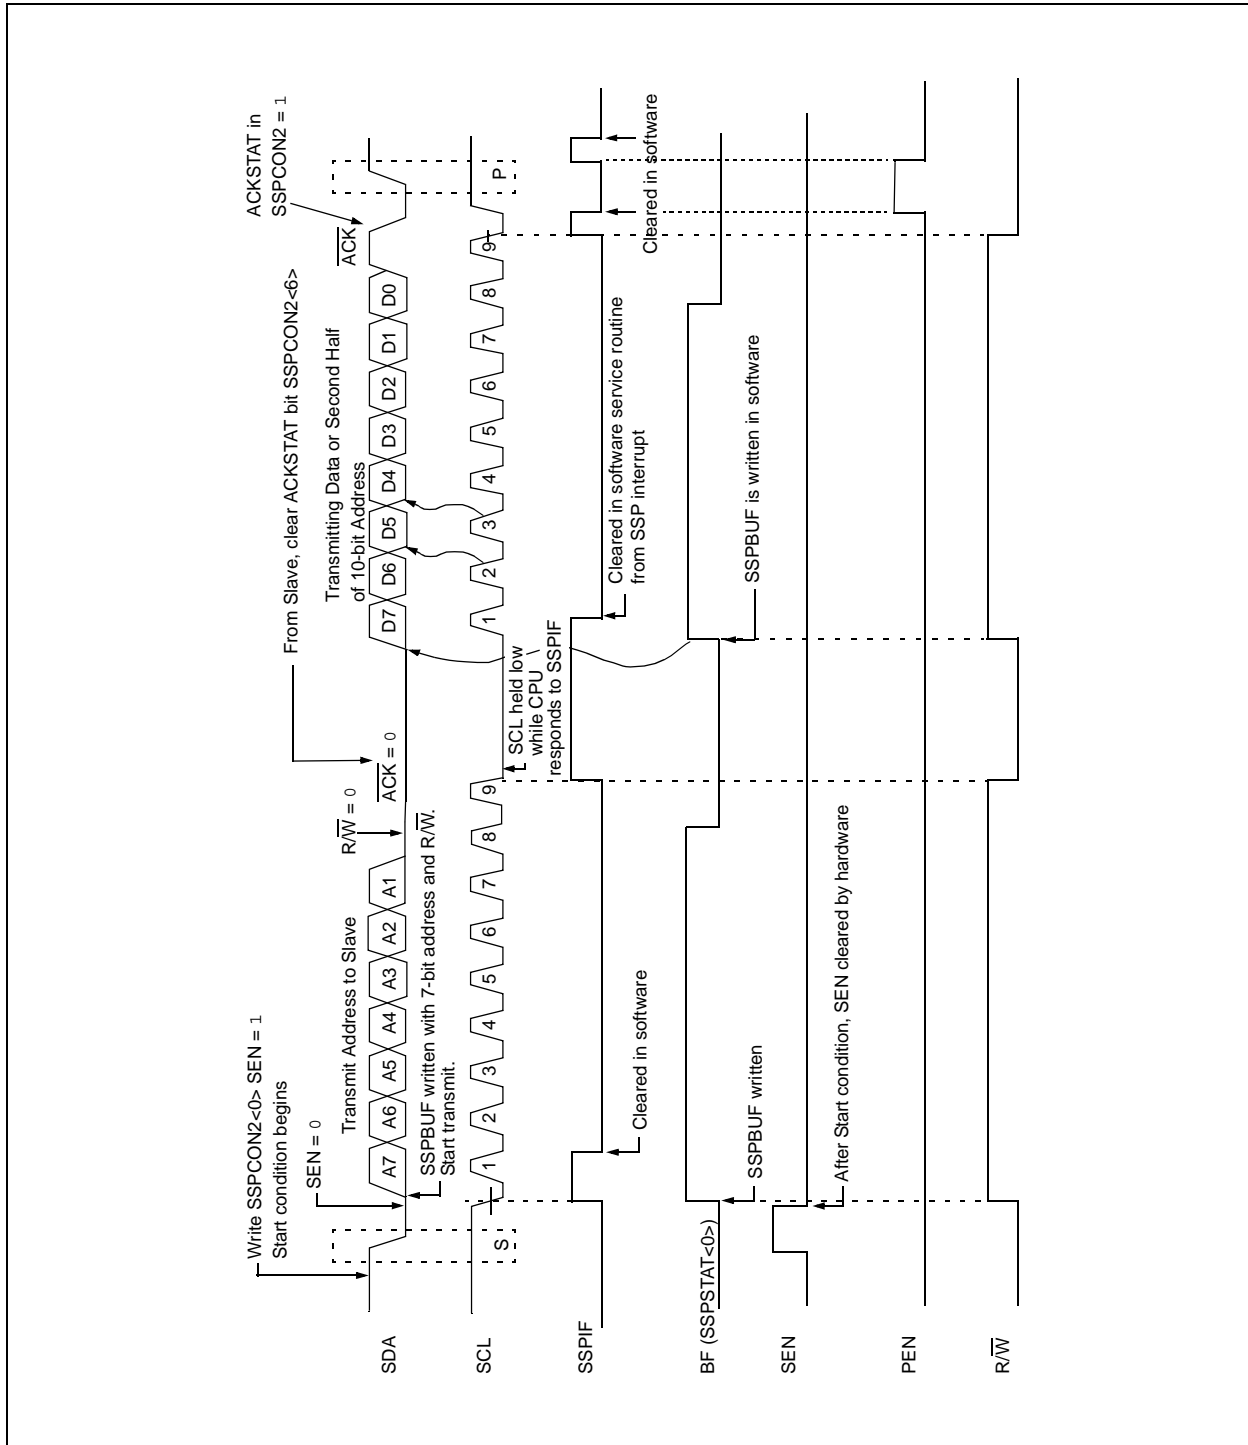 Write SSPCON2<0> SEN = 1
Start condition begins
SEN = 0
Transmit Address to Slave
R/W = 0
From Slave, clear ACKSTAT bit SSPCON2<6>
ACK = 0
Transmitting Data or Second Half
of 10-bit Address
ACKSTAT in
SSPCON2 = 1
ACK
SDA
A7 A6 A5 A4 A3 A2 A1
D7 D6 D5 D4 D3 D2 D1 D0
SSPBUF written with 7-bit address and R/W.
Start transmit.
SCL
S
1 2 3 4 5 6 7 8 9
1 2 3 4 5 6 7 8 9
P
SCL held low
while CPU
responds to SSPIF
SSPIF
Cleared in software
Cleared in software service routine
from SSP interrupt
Cleared in software
BF (SSPSTAT<0>)
SSPBUF written
SSPBUF is written in software
SEN
After Start condition, SEN cleared by hardware
PEN
R/W